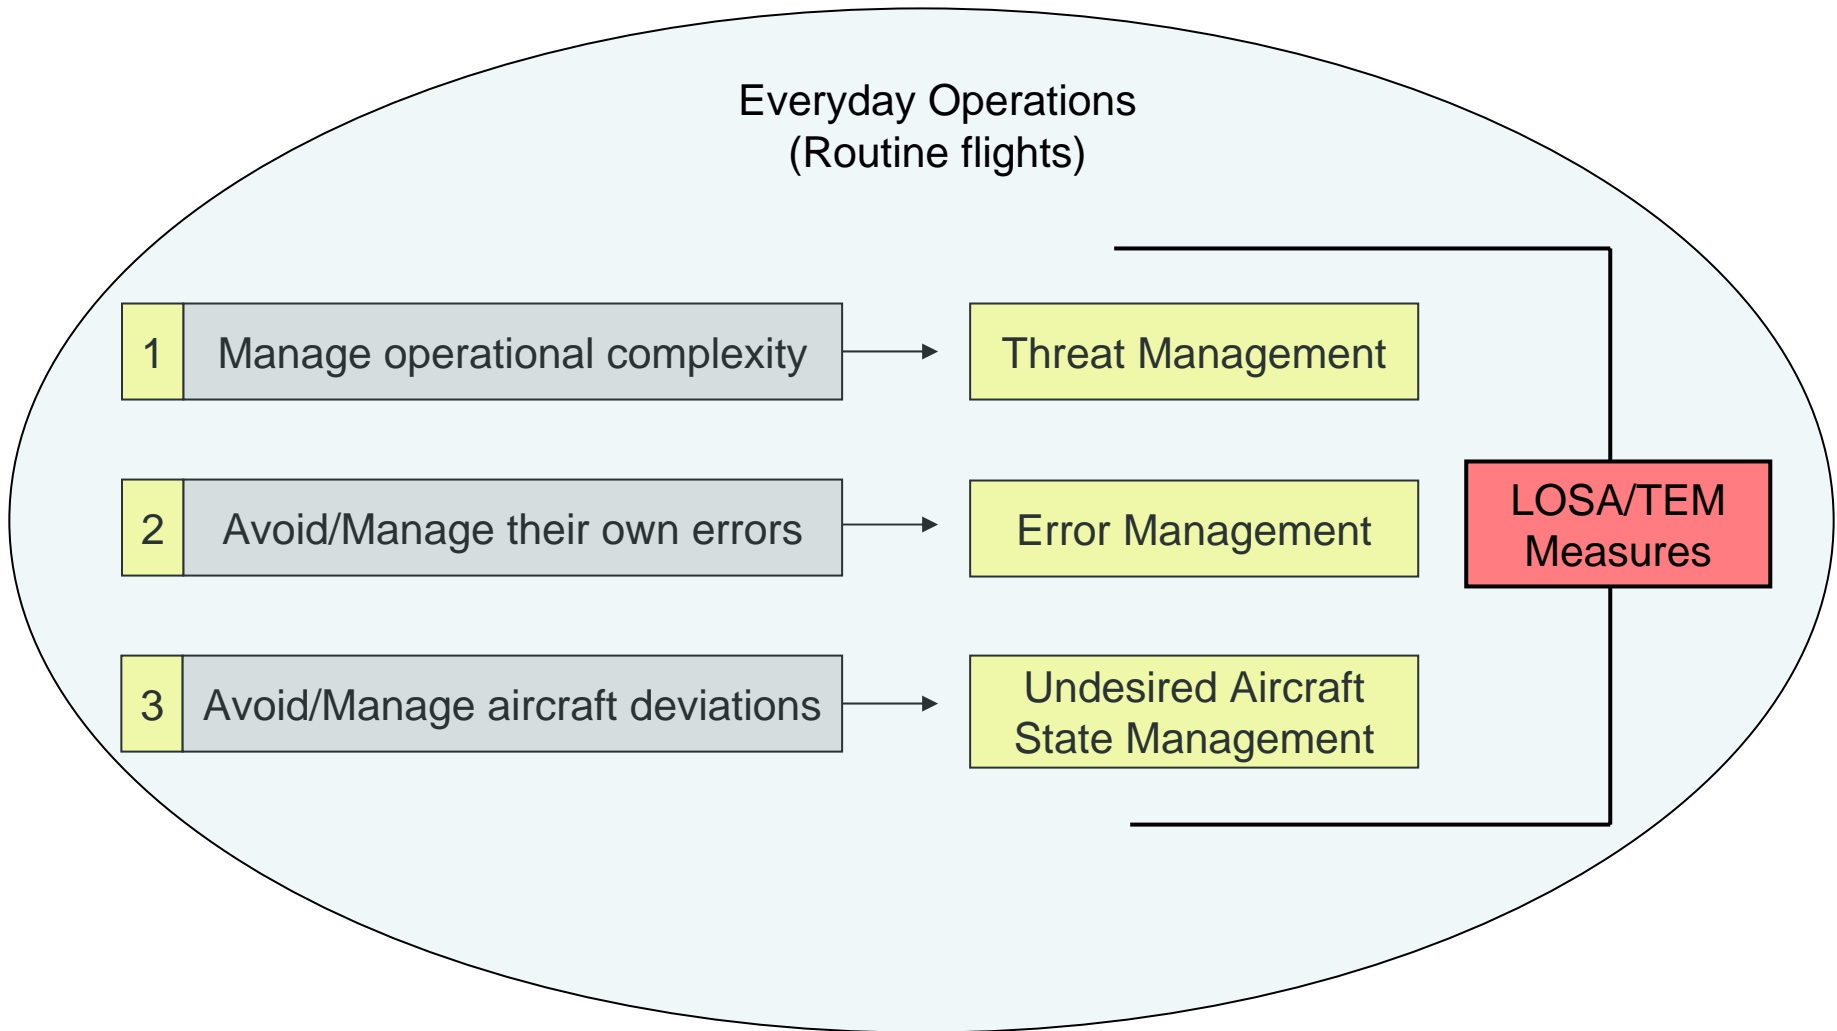 Everyday Operations
(Routine flights)
1 Manage operational complexity
Threat Management
2 Avoid/Manage their own errors
Error Management
LOSA/TEM
Measures
3 Avoid/Manage aircraft deviations
Undesired Aircraft
State Management